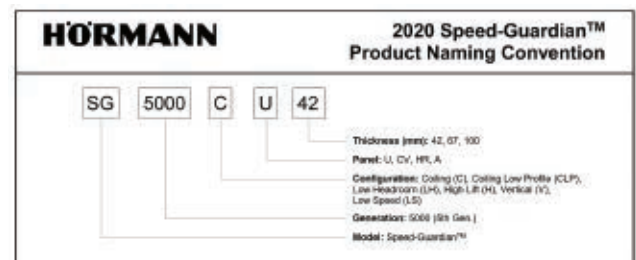 HÖRMANN
2020 Speed-Guardian™
Product Naming Convention
SG 5000 C U 42
Thickness (mm): 42, 67, 100
Panel: U, CV, HR, A
Configuration: Coiling (C), Coiling Low Profile (CLP),
Low Headroom (LH), High Lift (H), Vertical (V),
Low Speed (LS)
Generation: 5000 (5th Gen.)
Model: Speed-Guardian™